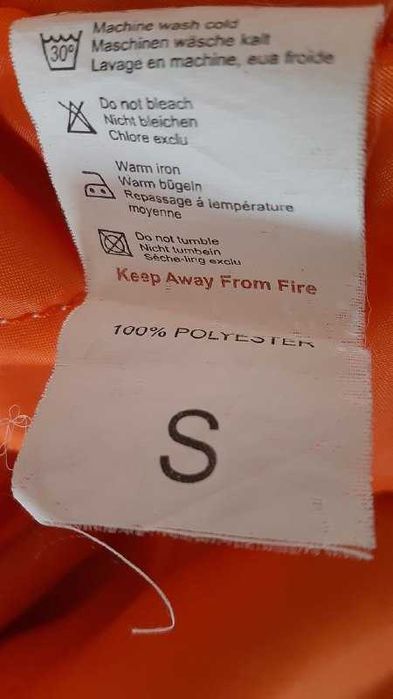 Machine wash cold
30°
Maschinen wäsche kalt
Lavage en machine, eua froide
Do not bleach
Nicht bleichen
Chlore exclu
Warm iron
Warm bügeln
Repassage á température
moyenne
Do not tumble
Nicht tumbeln
Séche-ling exclu
Keep Away From Fire
100% POLYESTER
S